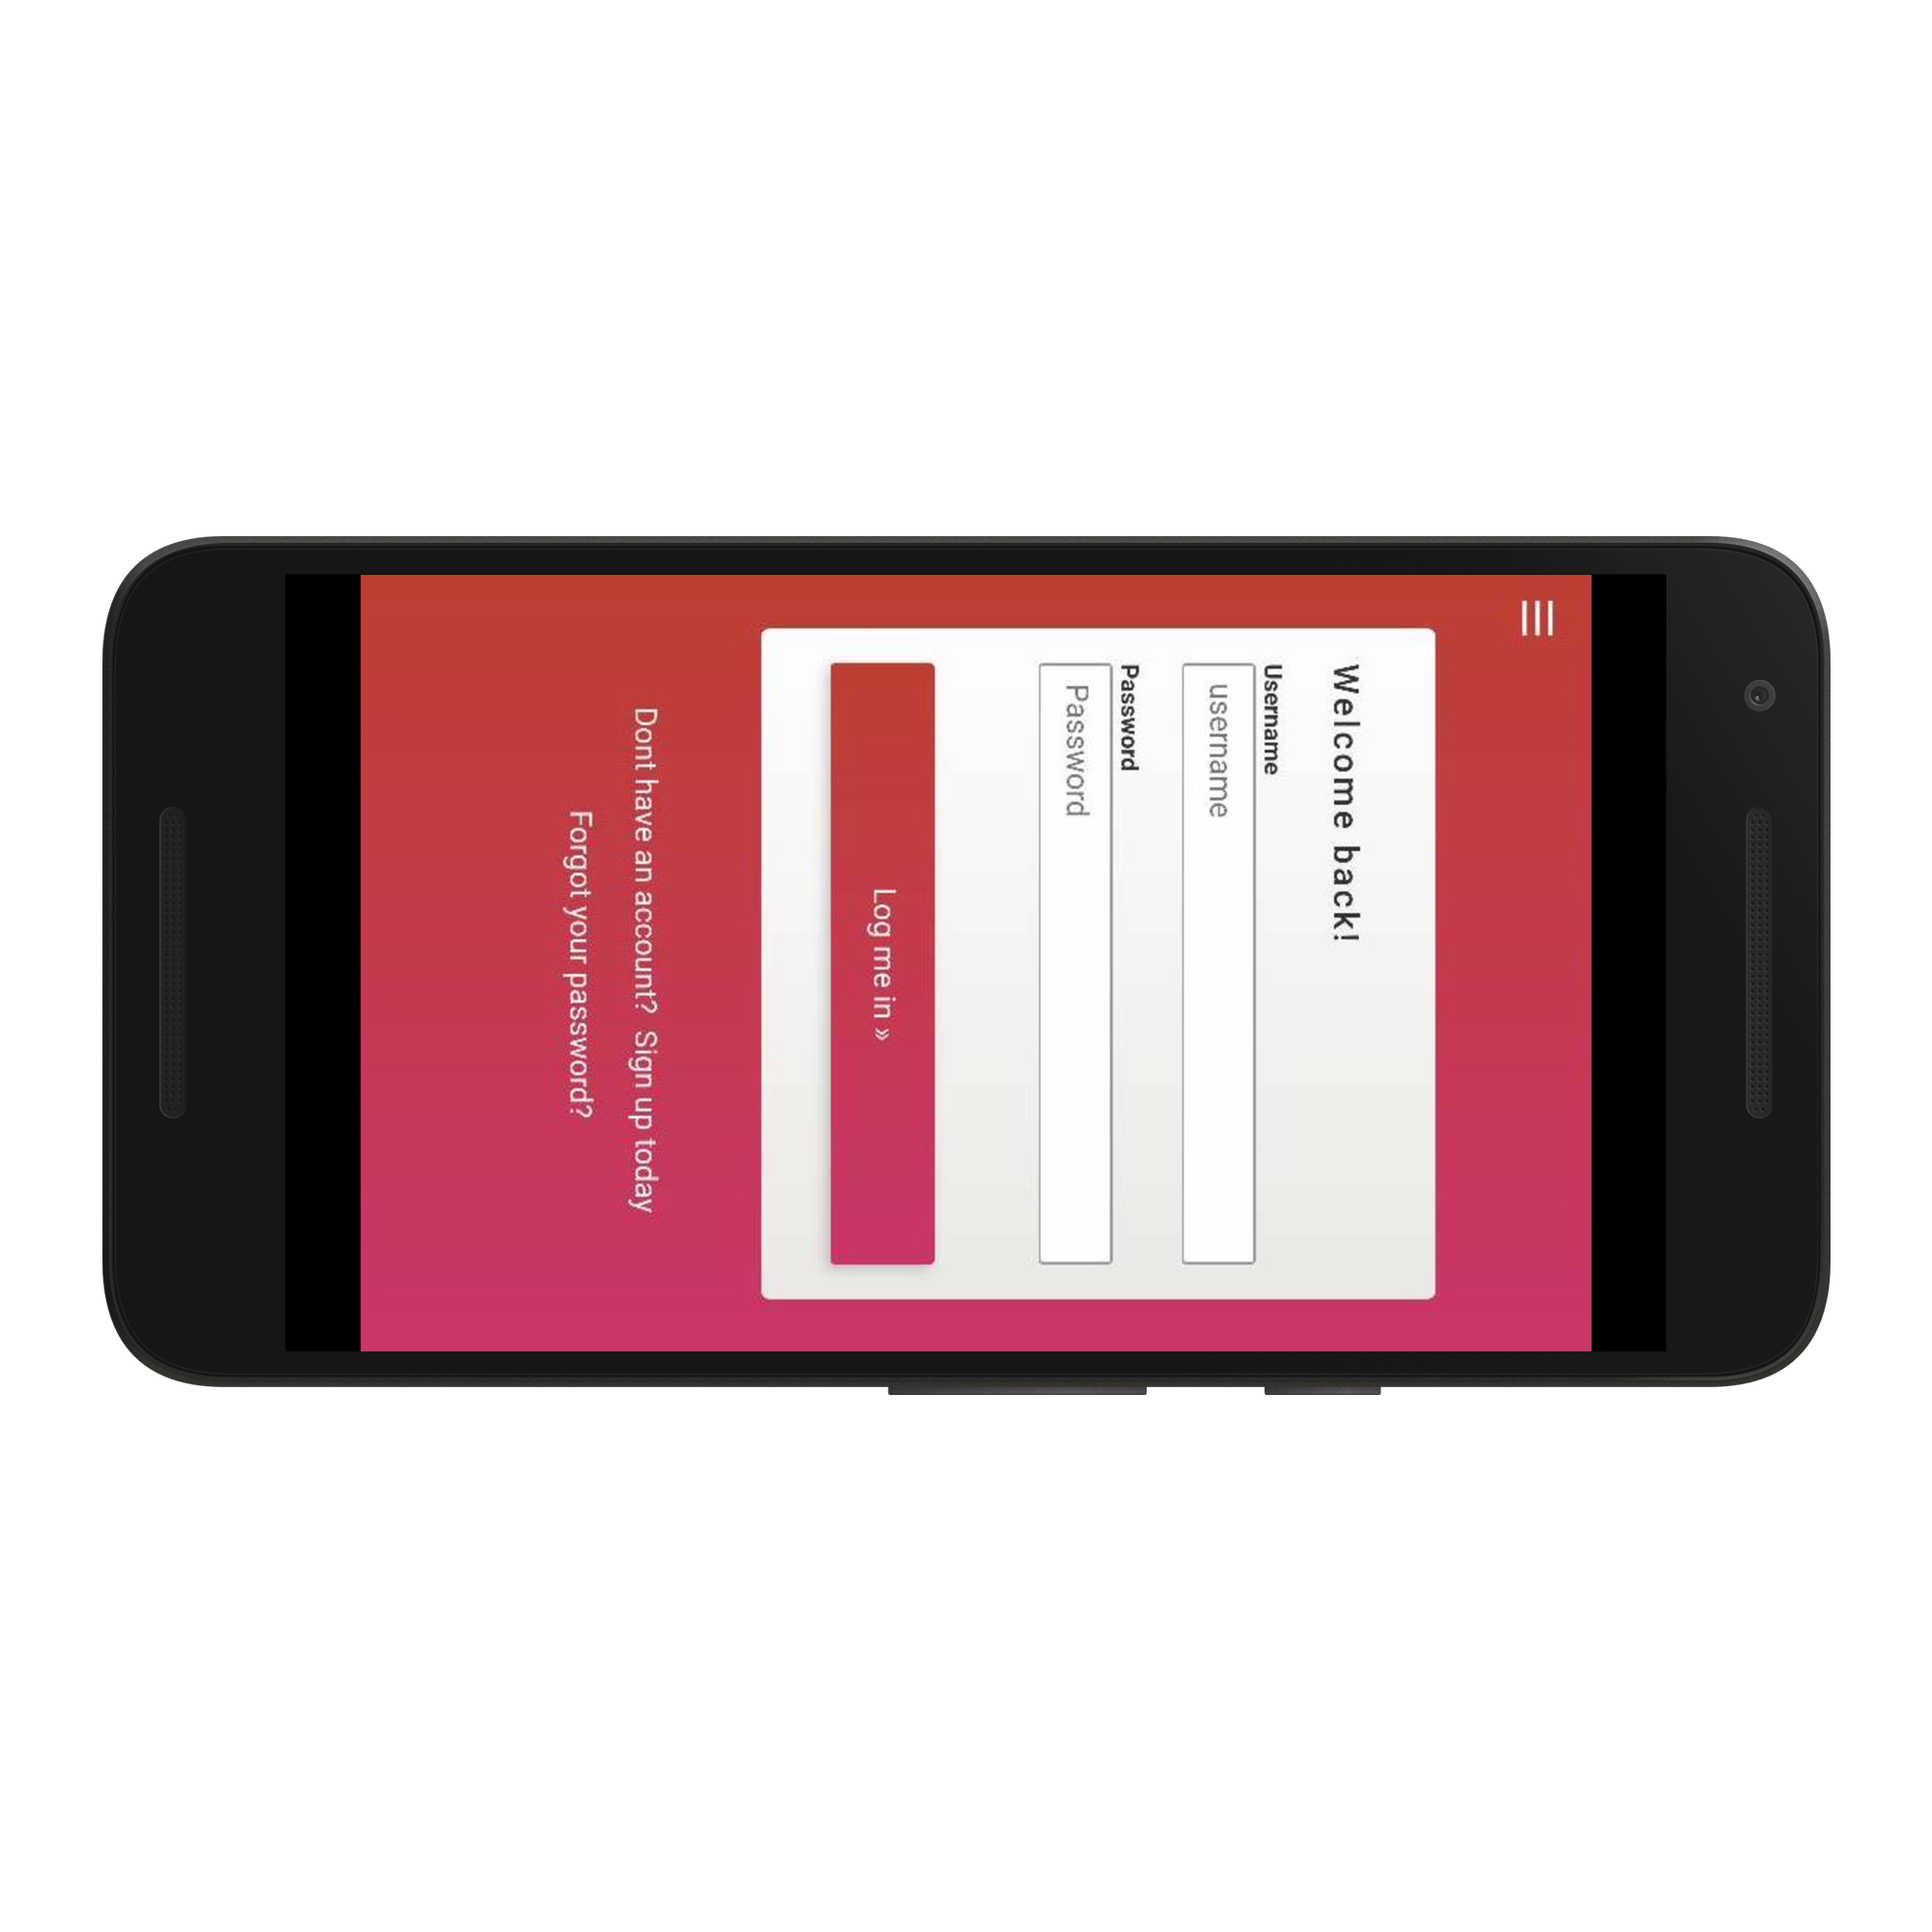 Welcome back!
Username
username
Password
Password
Log me in »
Dont have an account? Sign up today
Forgot your password?